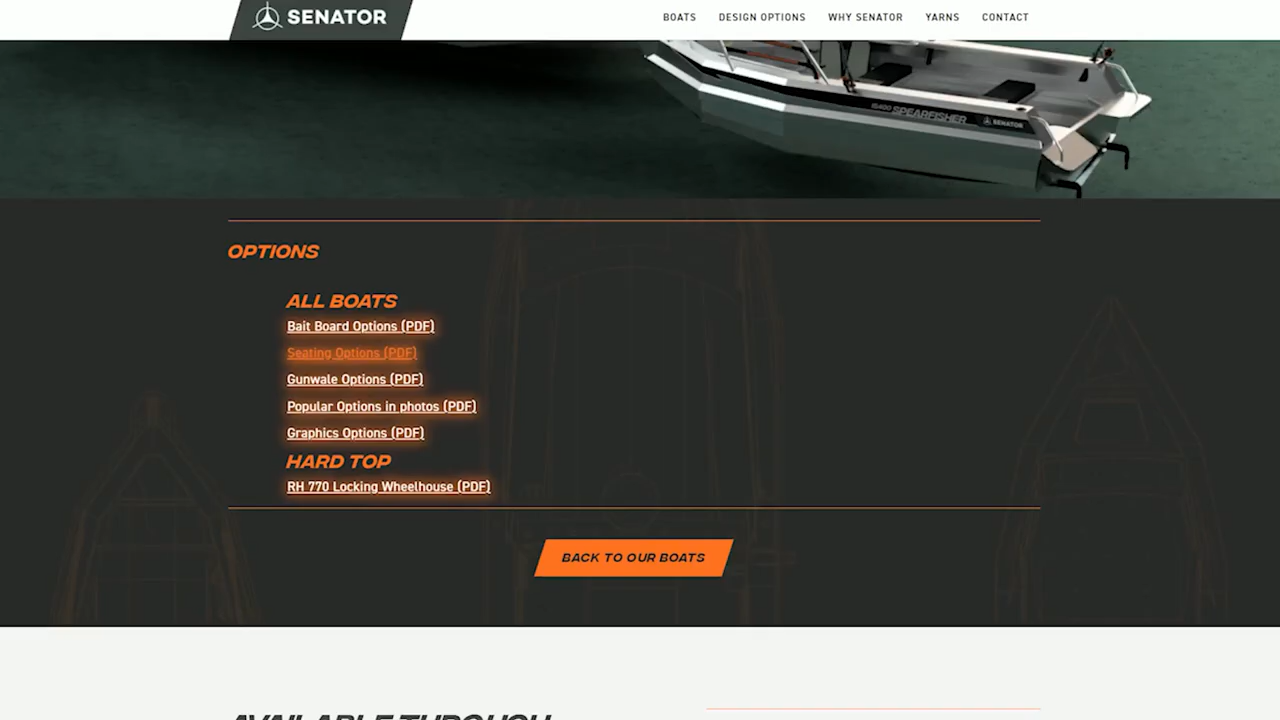 SENATOR
BOATS DESIGN OPTIONS WHY SENATOR YARNS CONTACT
SPEARFISHER SENATOR
OPTIONS
ALL BOATS
Bait Board Options (PDF)
Seating Options (PDF)
Gunwale Options (PDF)
Popular Options in photos (PDF)
Graphics Options (PDF)
HARD TOP
RH 770 Locking Wheelhouse (PDF)
BACK TO OUR BOATS
AVAILABLE THROUGH